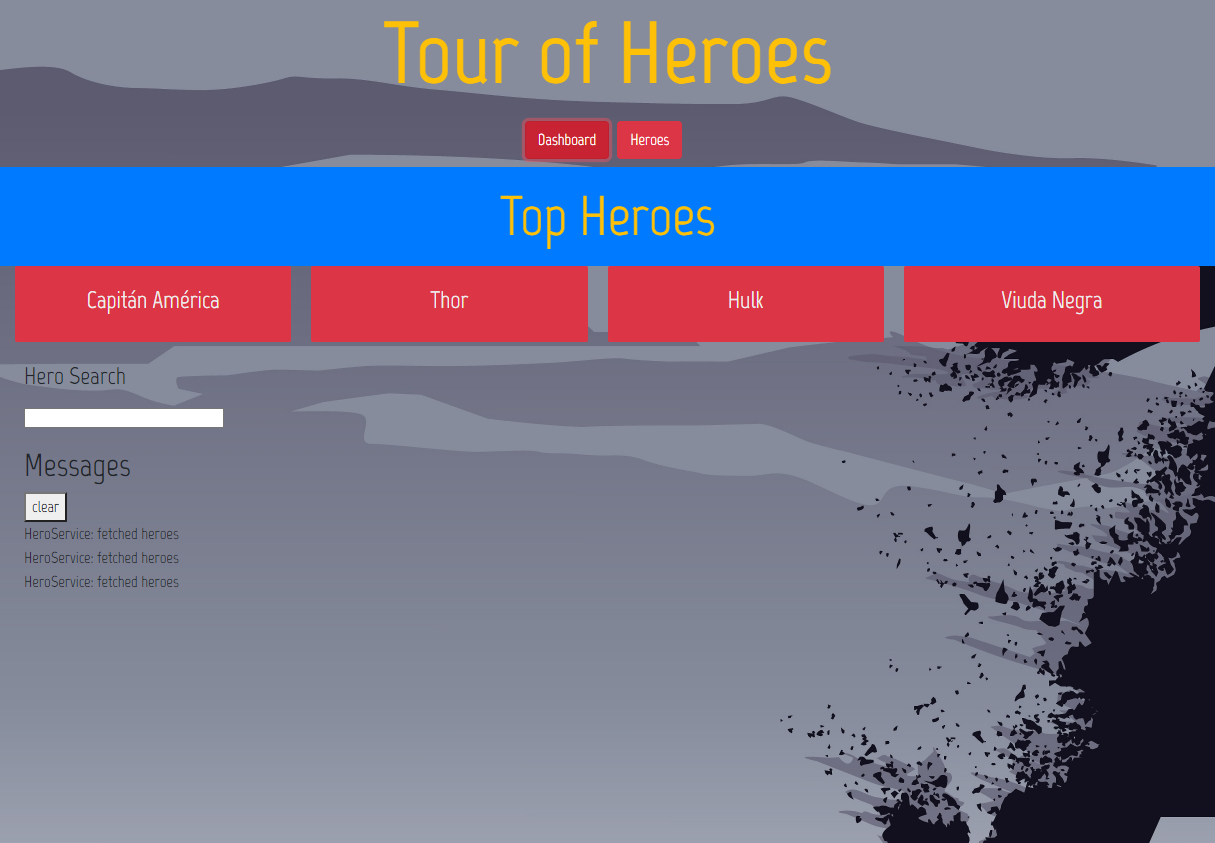 Tour of Heroes
Dashboard Heroes
Top Heroes
Capitán América Thor Hulk Viuda Negra
Hero Search
Messages
clear
HeroService: fetched heroes
HeroService: fetched heroes
HeroService: fetched heroes